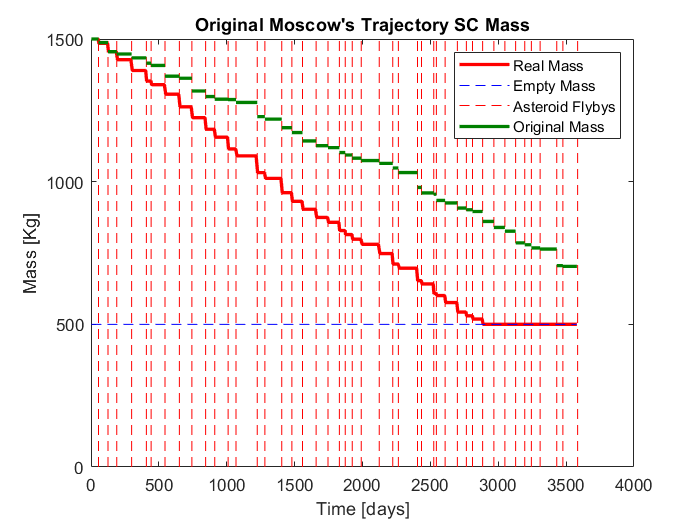 Original Moscow's Trajectory SC Mass
Real Mass
Empty Mass
Asteroid Flybys
Original Mass
1500
1000
500
0
Mass [Kg]
0 500 1000 1500 2000 2500 3000 3500 4000
Time [days]